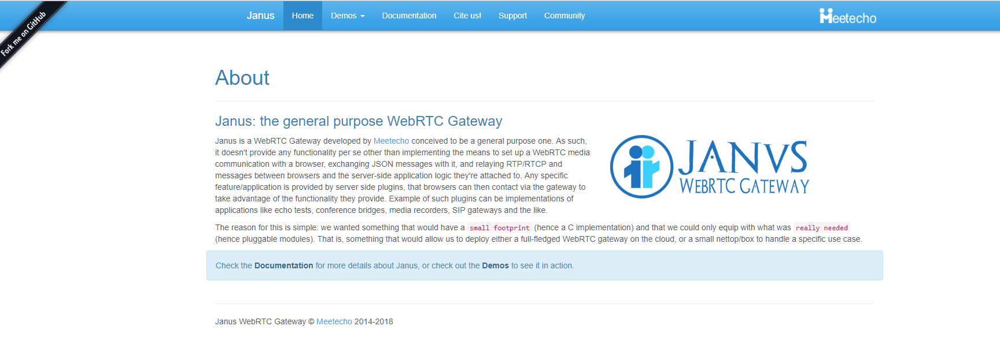 Fork me on GitHub
Janus Home Demos Documentation Cite us! Support Community Meetecho
About
Janus: the general purpose WebRTC Gateway
Janus is a WebRTC Gateway developed by Meetecho conceived to be a general purpose one. As such,
it doesn't provide any functionality per se other than implementing the means to set up a WebRTC media
communication with a browser, exchanging JSON messages with it, and relaying RTP/RTCP and
messages between browsers and the server-side application logic they're attached to. Any specific
feature/application is provided by server side plugins, that browsers can then contact via the gateway to
take advantage of the functionality they provide. Example of such plugins can be implementations of
applications like echo tests, conference bridges, media recorders, SIP gateways and the like.
JANVS
WEBRTC GATEWAY
The reason for this is simple: we wanted something that would have a small footprint (hence a C implementation) and that we could only equip with what was really needed
(hence pluggable modules). That is, something that would allow us to deploy either a full-fledged WebRTC gateway on the cloud, or a small nettop/box to handle a specific use case.
Check the Documentation for more details about Janus, or check out the Demos to see it in action.
Janus WebRTC Gateway © Meetecho 2014-2018